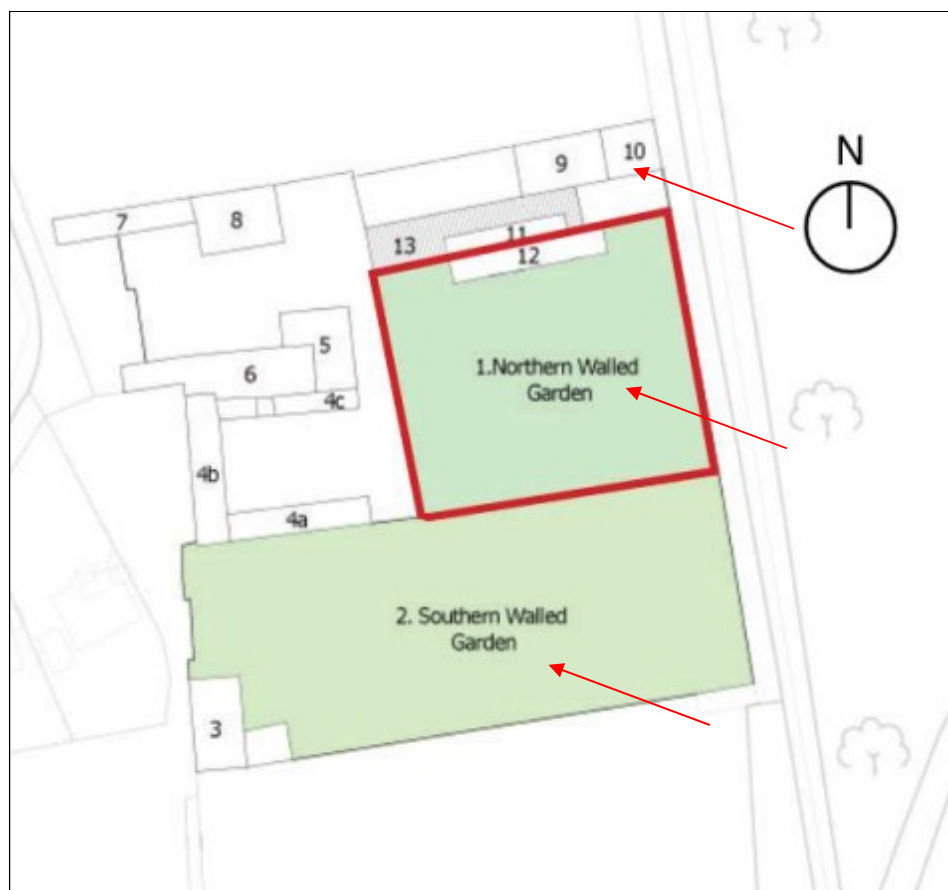 N
10
9
7
8
11
13
12
5
1.Northern Walled
Garden
6
4c
4b
4a
2. Southern Walled
Garden
3